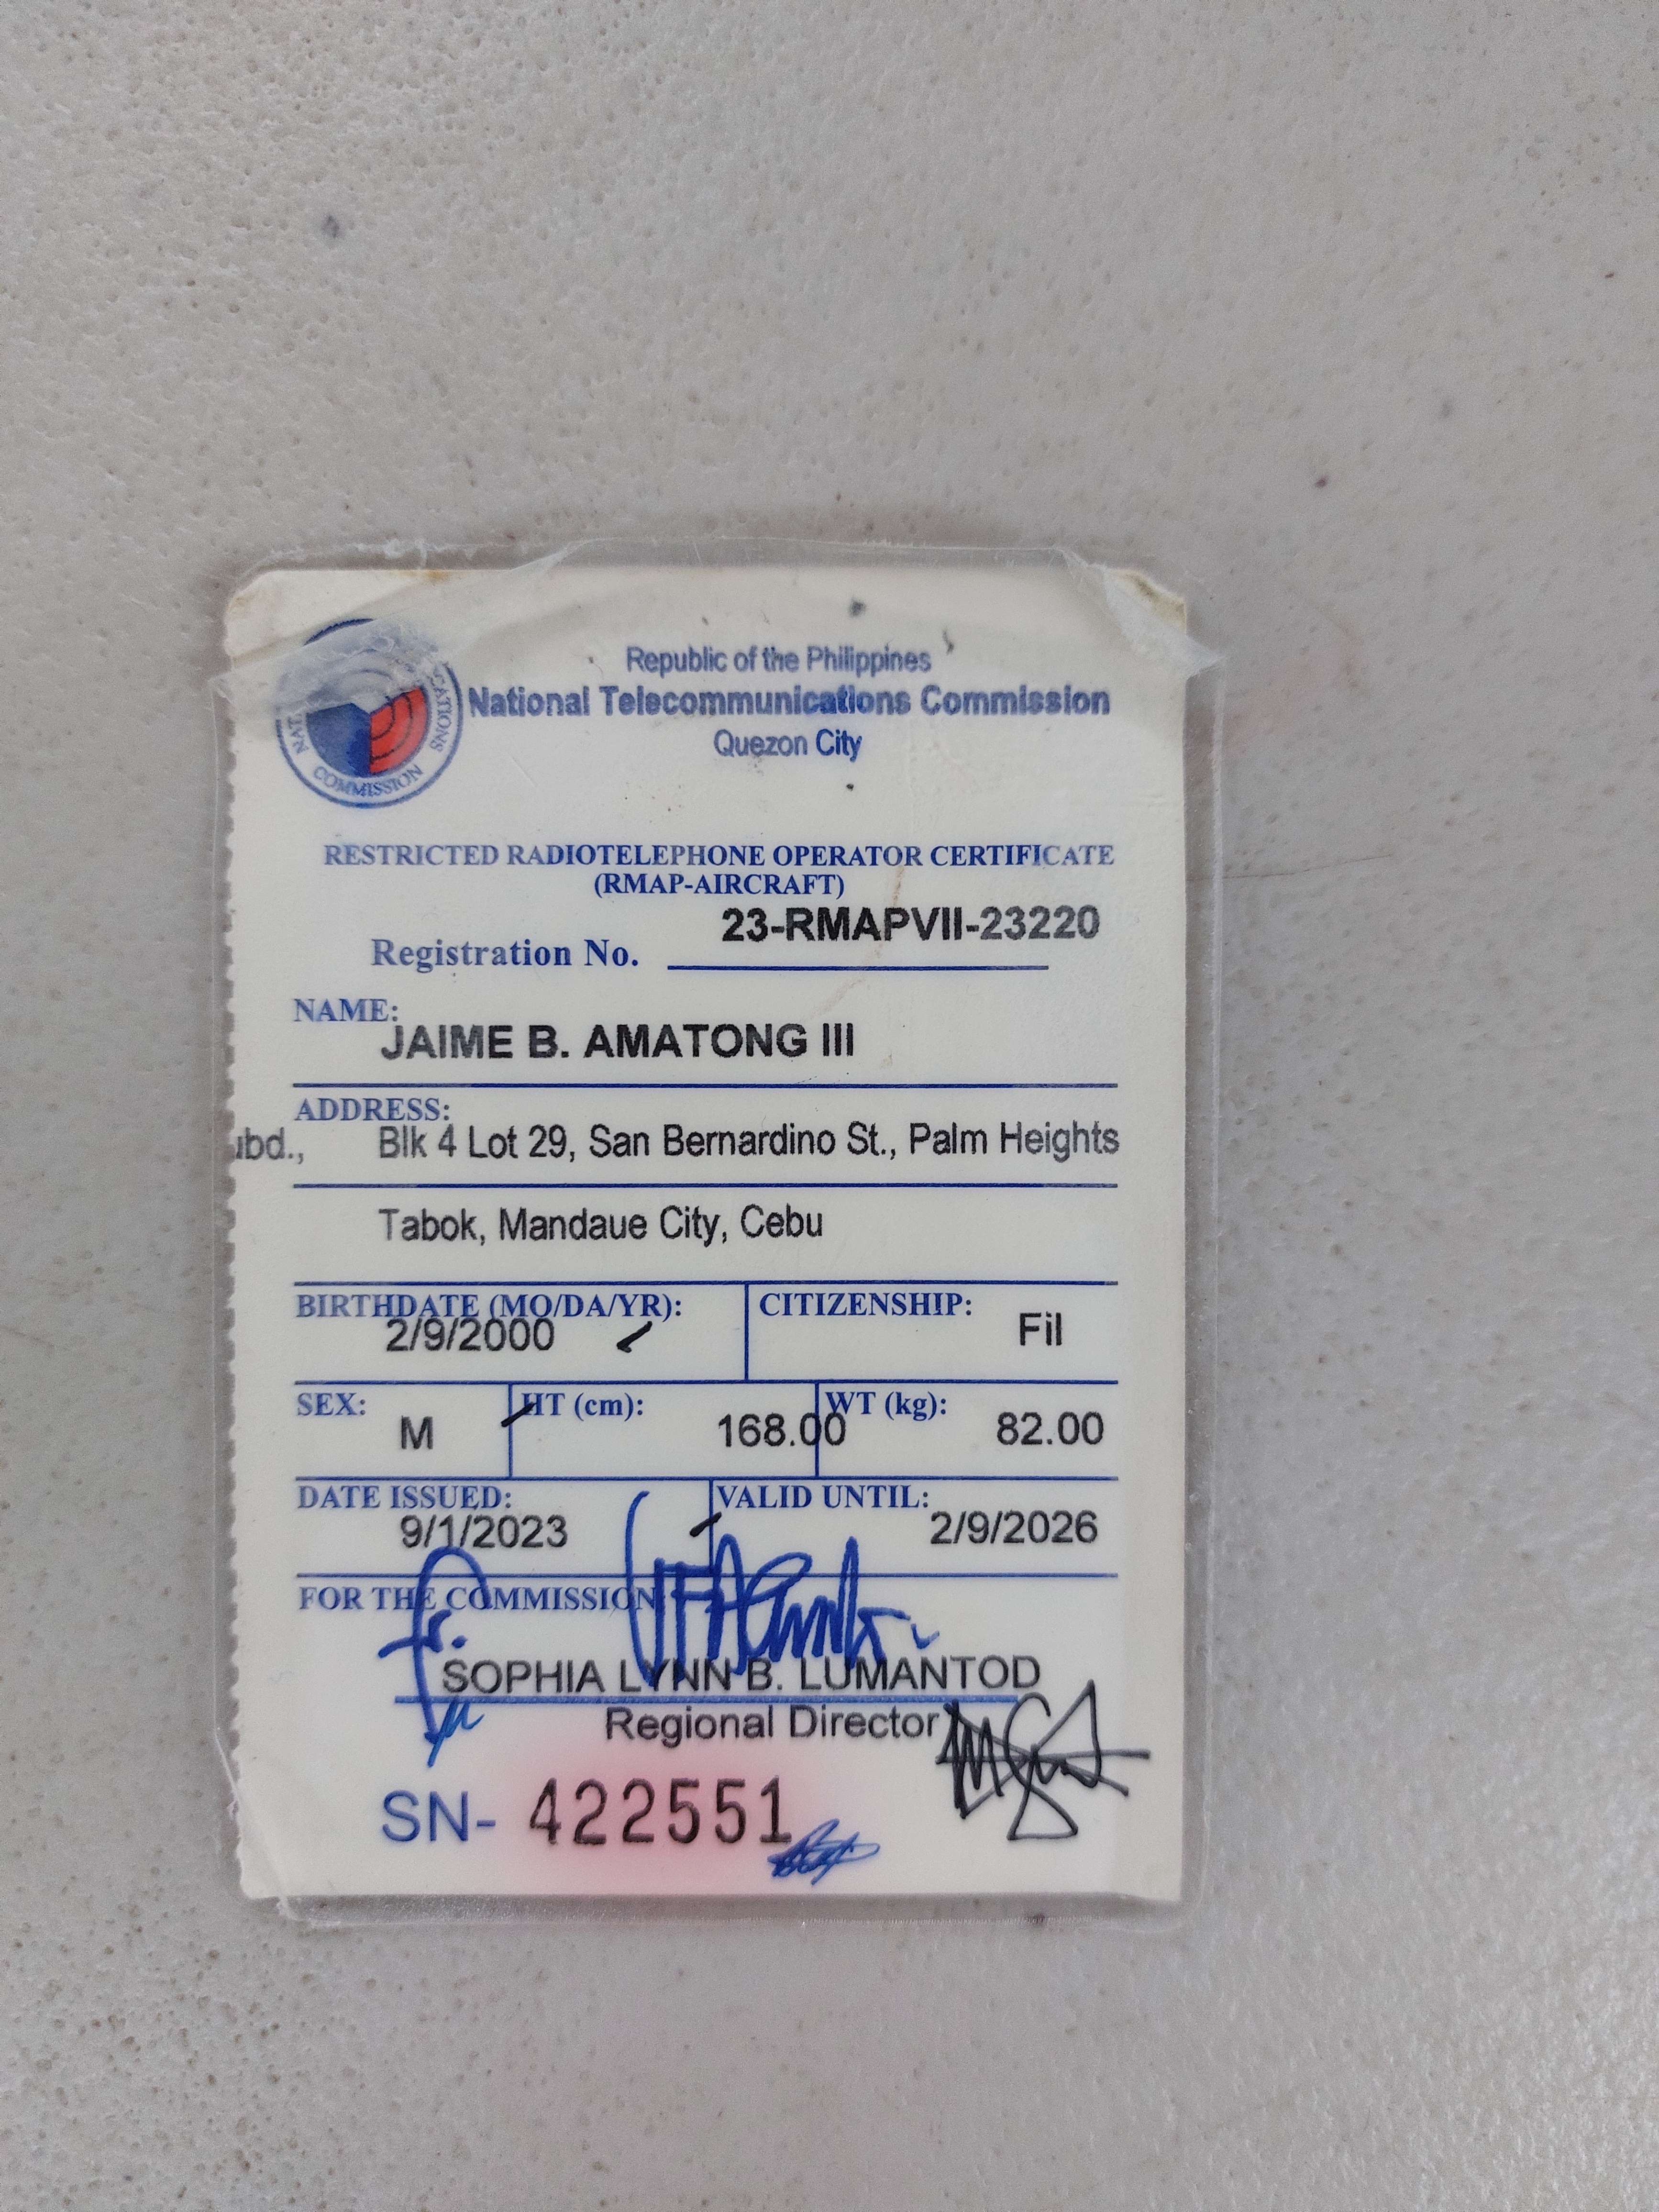 Republic of the Philippines
National Telecommunications Commission
Quezon City
COMMISSION
RESTRICTED RADIOTELEPHONE OPERATOR CERTIFICATE
(RMAP-AIRCRAFT)
Registration No. 23-RMAPVII-23220
NAME:
JAIME B. AMATONG III
ADDRESS:
Blk 4 Lot 29, San Bernardino St., Palm Heights
Tabok, Mandaue City, Cebu
BIRTHDATE (MO/DA/YR): CITIZENSHIP:
2/9/2000 Fil
SEX: HT (cm): WT (kg):
M 168.00 82.00
DATE ISSUED: VALID UNTIL:
9/1/2023 2/9/2026
FOR THE COMMISSION:
SOPHIA LYNN B. LUMANTOD
Regional Director
SN- 422551